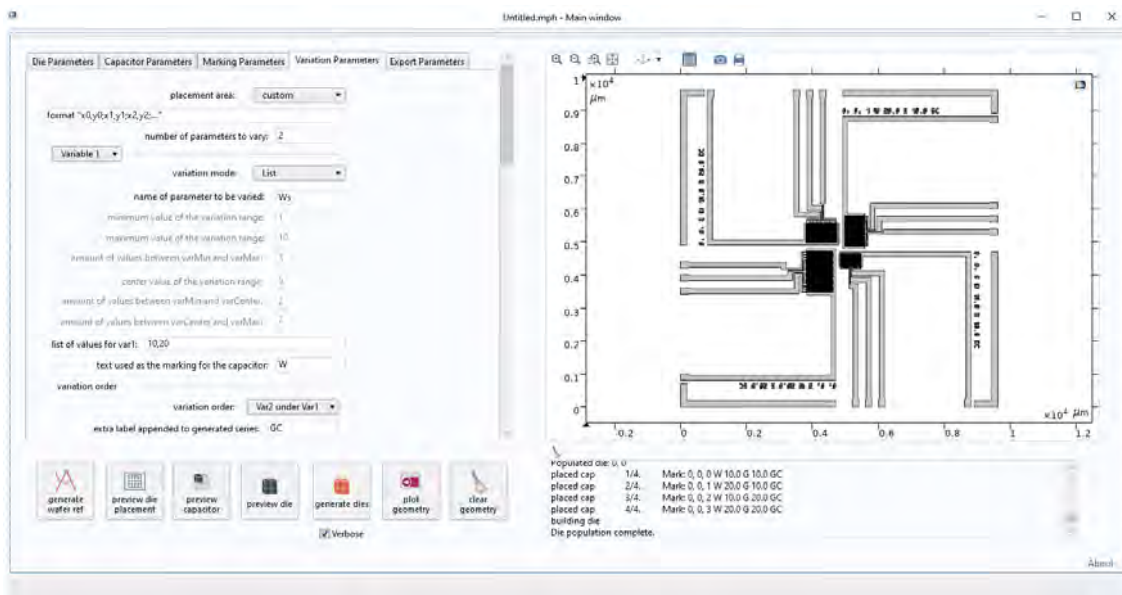 Untitled.mph - Main window
Die Parameters Capacitor Parameters Marking Parameters Variation Parameters Export Parameters
placement area: custom
format "x0,y0;x1,y1;x2,y2;..."
number of parameters to vary: 2
Variable 1
variation mode: List
name of parameter to be varied: Ws
minimum value of the variation range: 1
maximum value of the variation range: 10
amount of values between varMin and varMax:
center value of the variation range: 5
amount of values between varMin and varCenter: 2
amount of values between varCenter and varMax: 2
list of values for var1: 10,20
text used as the marking for the capacitor: W
variation order
variation order: Var2 under Var1
extra label appended to generated series: GC
generate wafer ref
preview die placement
preview capacitor
preview die
generate dies
plot geometry
clear geometry
Verbose
1 ×10⁴ μm
0.9
0.8
0.7
0.6
0.5
0.4
0.3
0.2
0.1
0
-0.2 0 0.2 0.4 0.6 0.8 1 1.2
×10⁴ μm
Populated die: 0, 0
placed cap 1/4. Mark: 0, 0, 0 W 10.0 G 10.0 GC
placed cap 2/4. Mark: 0, 0, 1 W 20.0 G 10.0 GC
placed cap 3/4. Mark: 0, 0, 2 W 10.0 G 20.0 GC
placed cap 4/4. Mark: 0, 0, 3 W 20.0 G 20.0 GC
building die
Die population complete.
About